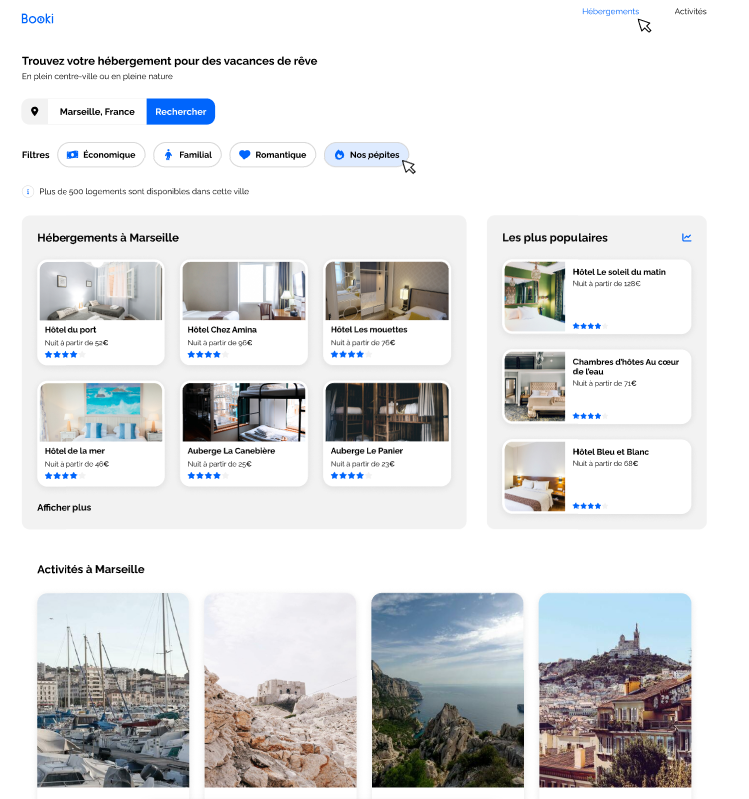 Booki
Hébergements
Activités
Trouvez votre hébergement pour des vacances de rêve
En plein centre-ville ou en pleine nature
Marseille, France
Rechercher
Filtres
Économique
Familial
Romantique
Nos pépites
Plus de 500 logements sont disponibles dans cette ville
Hébergements à Marseille
Hôtel du port
Nuit à partir de 52€
Hôtel Chez Amina
Nuit à partir de 96€
Hôtel Les mouettes
Nuit à partir de 76€
Hôtel de la mer
Nuit à partir de 46€
Auberge La Canebière
Nuit à partir de 25€
Auberge Le Panier
Nuit à partir de 23€
Afficher plus
Les plus populaires
Hôtel Le soleil du matin
Nuit à partir de 128€
Chambres d'hôtes Au cœur
de l'eau
Nuit à partir de 71€
Hôtel Bleu et Blanc
Nuit à partir de 68€
Activités à Marseille